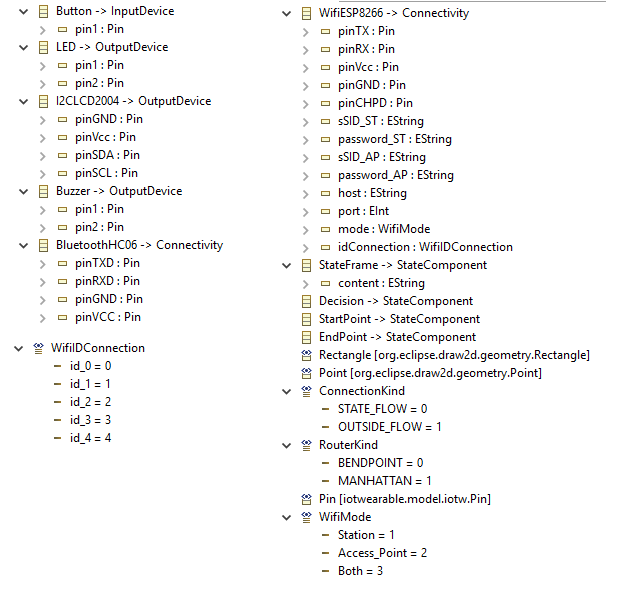 Button -> InputDevice
pin1 : Pin
LED -> OutputDevice
pin1 : Pin
pin2 : Pin
I2CLCD2004 -> OutputDevice
pinGND : Pin
pinVcc : Pin
pinSDA : Pin
pinSCL : Pin
Buzzer -> OutputDevice
pin1 : Pin
pin2 : Pin
BluetoothHC06 -> Connectivity
pinTXD : Pin
pinRXD : Pin
pinGND : Pin
pinVCC : Pin
WifiIDConnection
id_0 = 0
id_1 = 1
id_2 = 2
id_3 = 3
id_4 = 4
WifiESP8266 -> Connectivity
pinTX : Pin
pinRX : Pin
pinVcc : Pin
pinGND : Pin
pinCHPD : Pin
sSID_ST : EString
password_ST : EString
sSID_AP : EString
password_AP : EString
host : EString
port : EInt
mode : WifiMode
idConnection : WifiIDConnection
StateFrame -> StateComponent
content : EString
Decision -> StateComponent
StartPoint -> StateComponent
EndPoint -> StateComponent
Rectangle [org.eclipse.draw2d.geometry.Rectangle]
Point [org.eclipse.draw2d.geometry.Point]
ConnectionKind
STATE_FLOW = 0
OUTSIDE_FLOW = 1
RouterKind
BENDPOINT = 0
MANHATTAN = 1
Pin [iotwearable.model.iotw.Pin]
WifiMode
Station = 1
Access_Point = 2
Both = 3